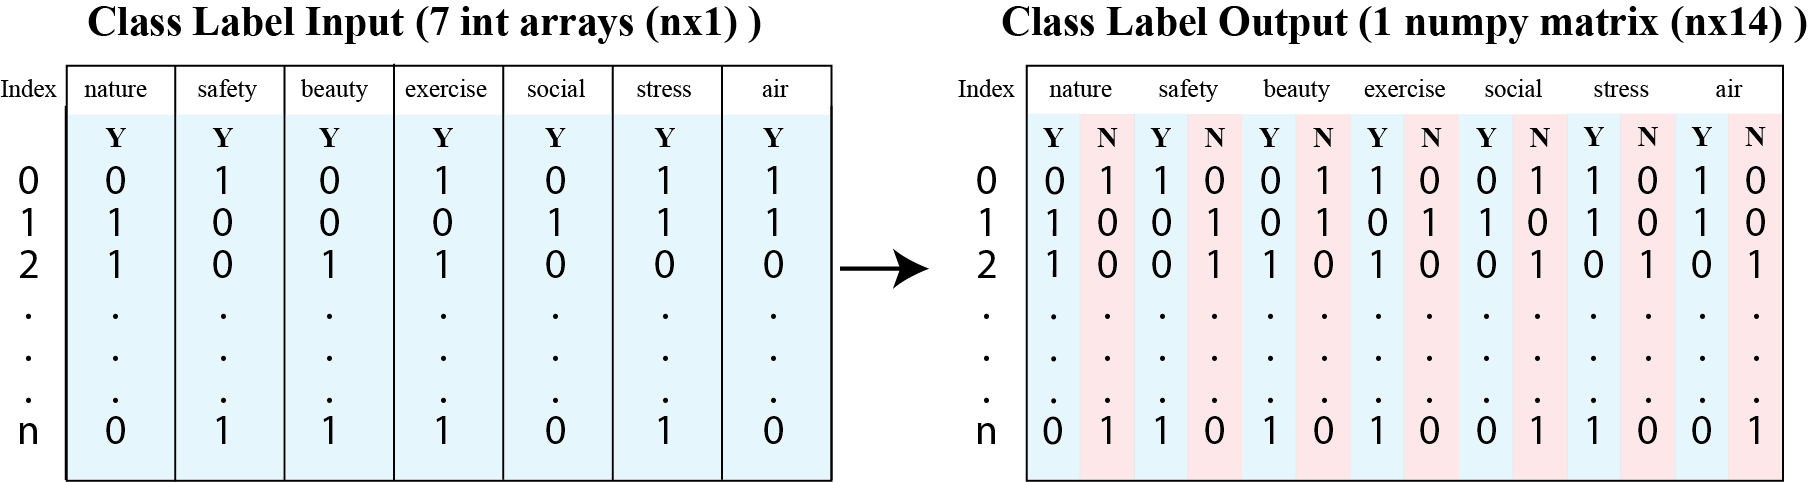 Class Label Input (7 int arrays (nx1) )
Index nature safety beauty exercise social stress air
Y Y Y Y Y Y Y
0 0 1 0 1 0 1 1
1 1 0 0 0 1 1 1
2 1 0 1 1 0 0 0
. . . . . . . .
. . . . . . . .
. . . . . . . .
n 0 1 1 1 0 1 0
Class Label Output (1 numpy matrix (nx14) )
Index nature safety beauty exercise social stress air
Y N Y N Y N Y N Y N Y N Y N
0 0 1 1 0 0 1 1 0 0 1 1 0 1 0
1 1 0 0 1 0 1 0 1 1 0 1 0 1 0
2 1 0 0 1 1 0 1 0 0 1 0 1 0 1
. . . . . . . . . . . . . . .
. . . . . . . . . . . . . . .
. . . . . . . . . . . . . . .
n 0 1 1 0 1 0 1 0 0 1 1 0 0 1